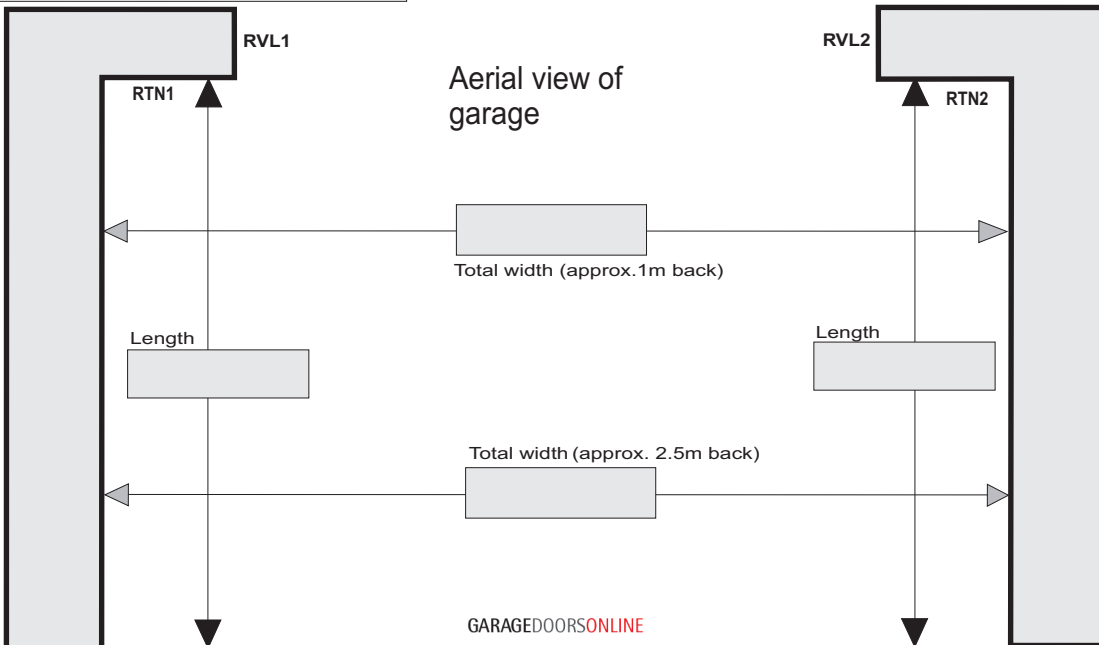 RVL1
RVL2
Aerial view of
garage
RTN1
RTN2
Total width (approx.1m back)
Length
Length
Total width (approx. 2.5m back)
GARAGEDOORSONLINE